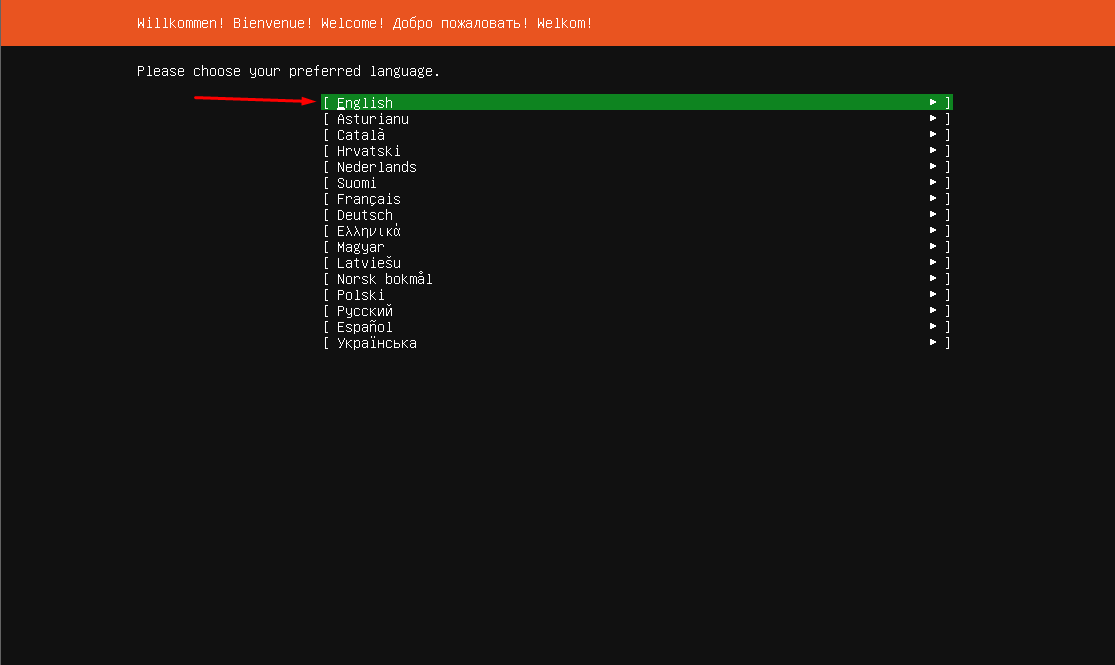 Willkommen! Bienvenue! Welcome! Добро пожаловать! Welkom!
Please choose your preferred language.
[ English ▸ ]
[ Asturianu ▸ ]
[ Català ▸ ]
[ Hrvatski ▸ ]
[ Nederlands ▸ ]
[ Suomi ▸ ]
[ Français ▸ ]
[ Deutsch ▸ ]
[ Ελληνικά ▸ ]
[ Magyar ▸ ]
[ Latviešu ▸ ]
[ Norsk bokmål ▸ ]
[ Polski ▸ ]
[ Русский ▸ ]
[ Español ▸ ]
[ Українська ▸ ]